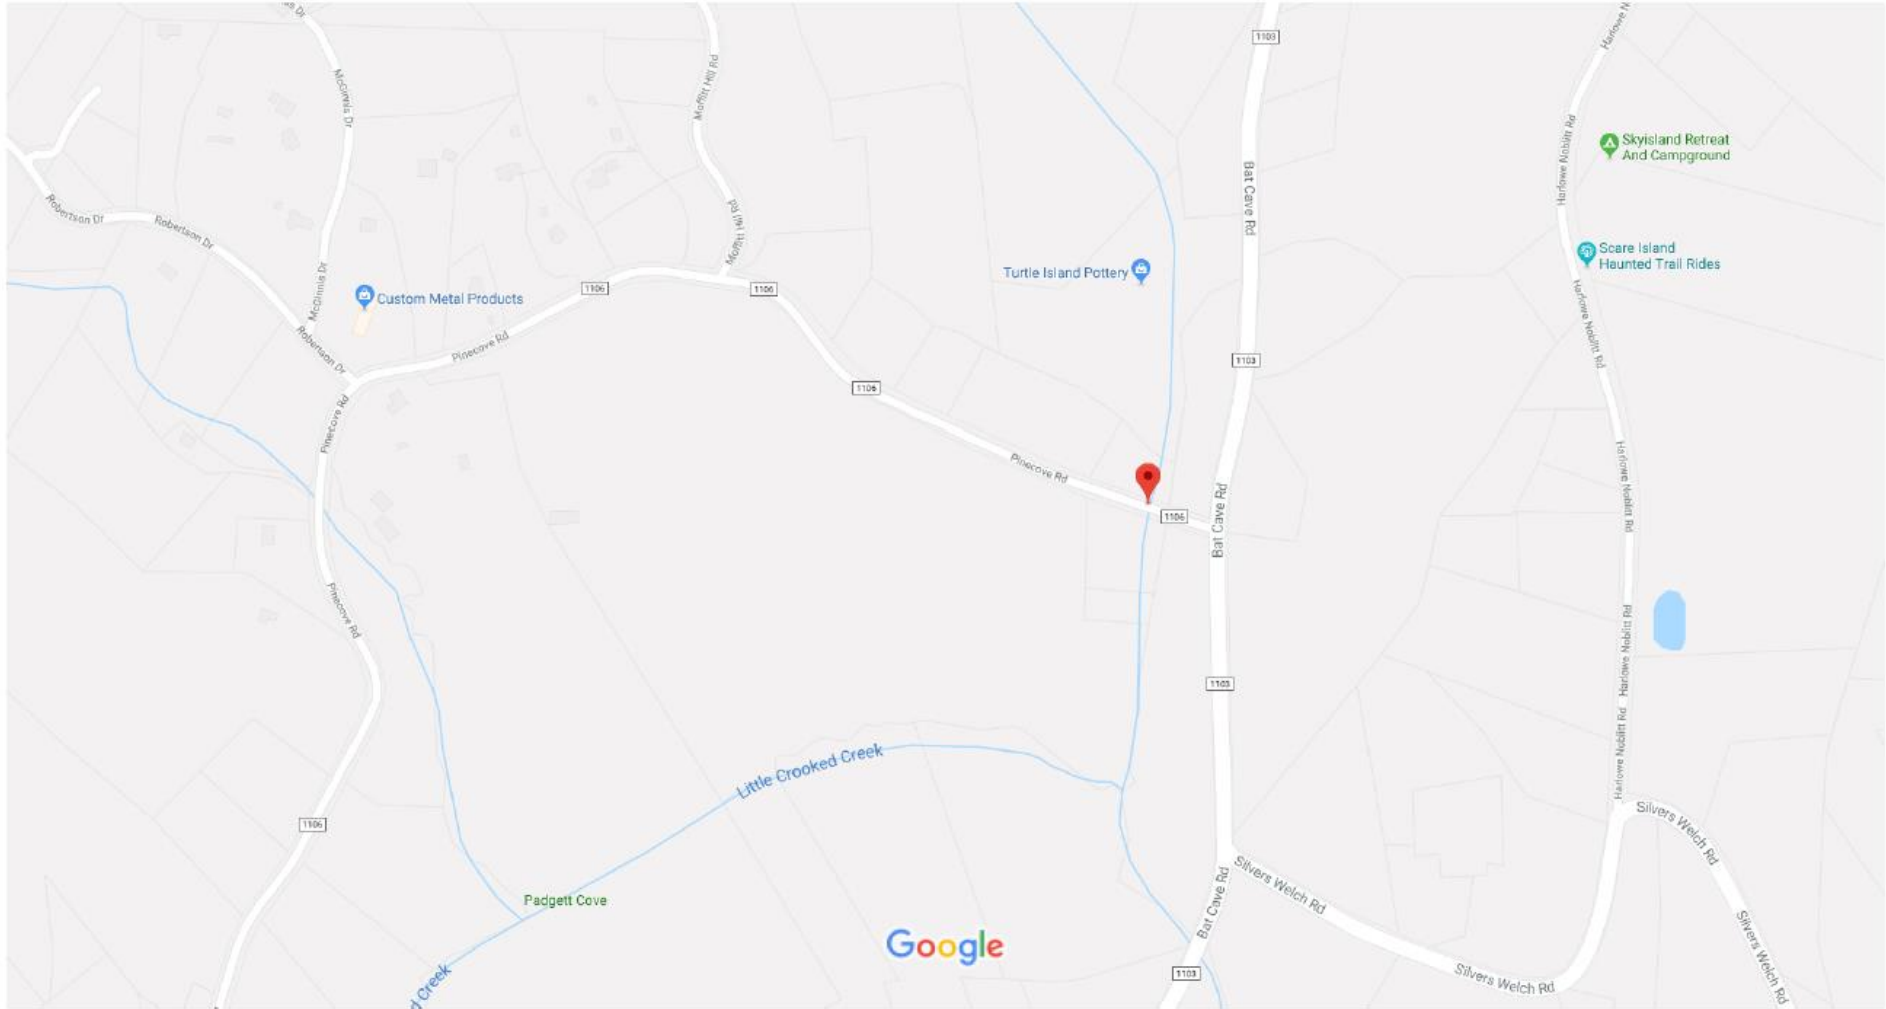 1103
Harlowe N
McGinnis Dr
Moffitt Hill Rd
Harlowe Noblitt Rd
Skyisland Retreat
And Campground
Bat Cave Rd
Robertson Dr
Robertson Dr
Moffitt Hill Rd
Scare Island
Haunted Trail Rides
McGinnis Dr
Turtle Island Pottery
1106
1106
Custom Metal Products
Harlowe Noblitt Rd
Robertson Dr
Pinecove Rd
1103
1106
Pinecove Rd
Pinecove Rd
Harlowe Noblitt Rd
1106
Bat Cave Rd
Pinecove Rd
Harlowe Noblitt Rd
1103
Harlowe Noblitt Rd
Little Crooked Creek
1106
Silvers Welch Rd
Silvers Welch Rd
Padgett Cove
Bat Cave Rd
Google
Silvers Welch Rd
1103
Silvers Welch Rd
d Creek